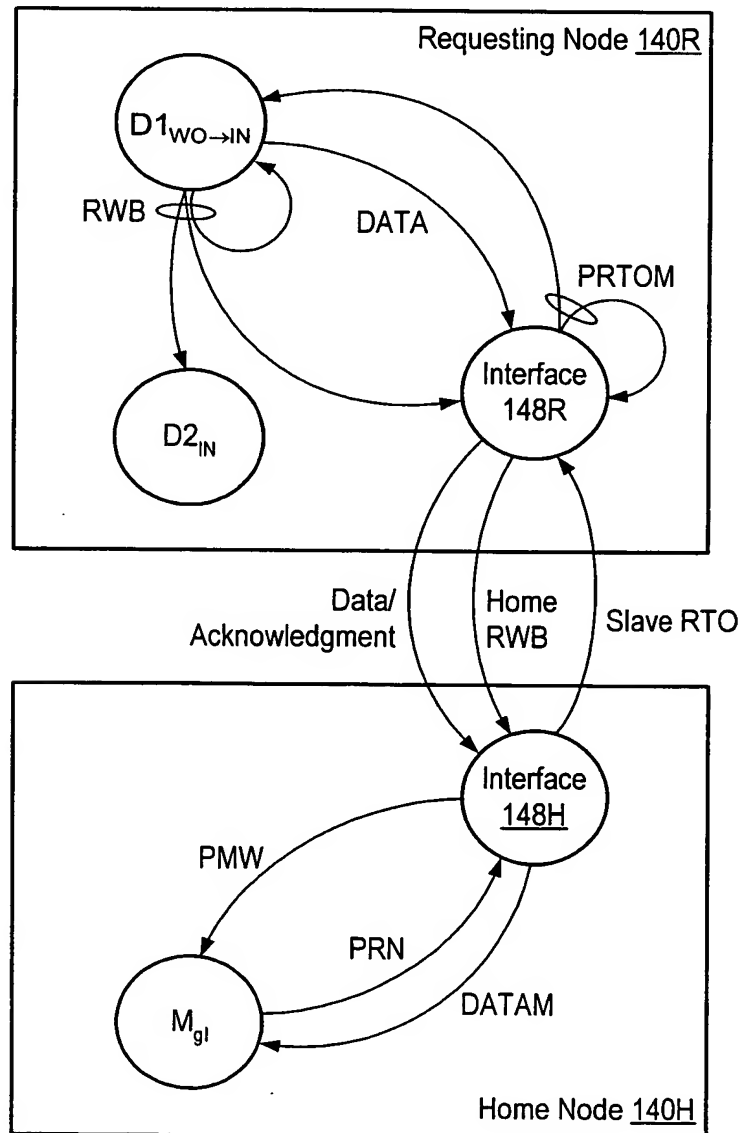 Requesting Node 140R
D1WO→IN
RWB
DATA
PRTOM
Interface
148R
D2IN
Data/
Acknowledgment
Home
RWB
Slave RTO
Interface
148H
PMW
PRN
DATAM
MgI
Home Node 140H